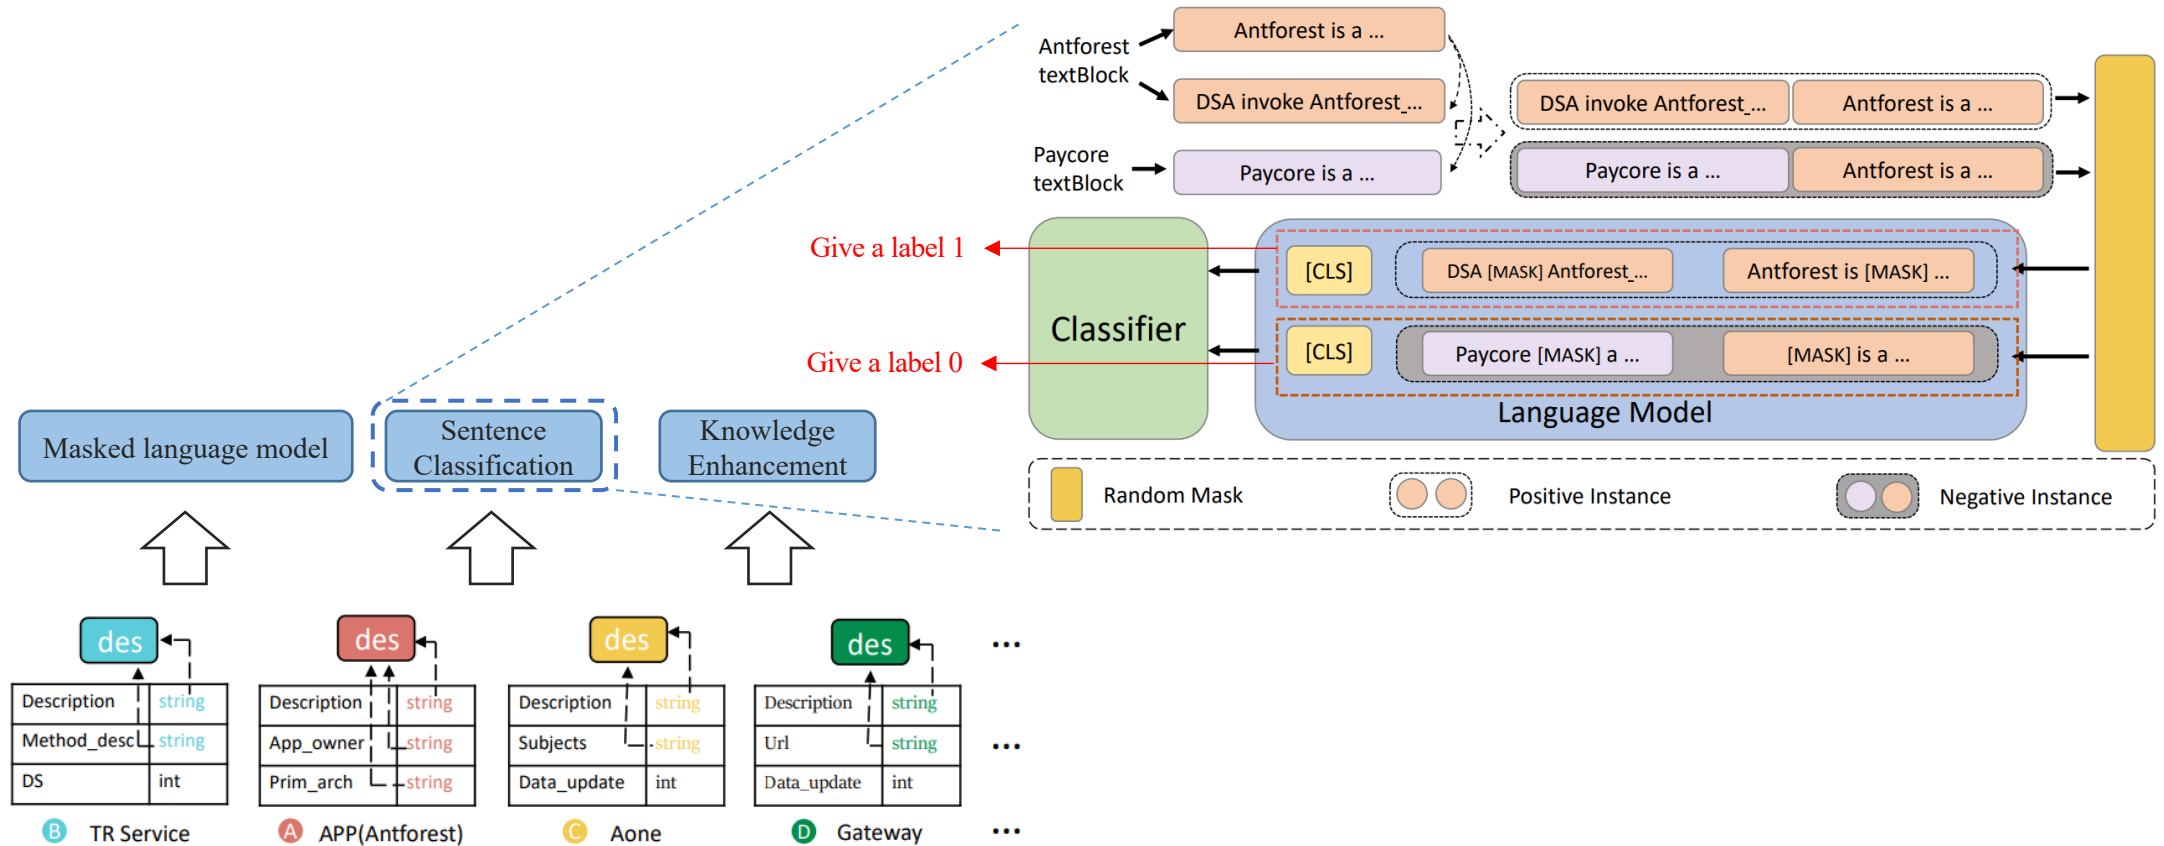 Antforest
textBlock
Antforest is a ...
DSA invoke Antforest_...
Paycore
textBlock
Paycore is a ...
DSA invoke Antforest_...
Antforest is a ...
Paycore is a ...
Antforest is a ...
Give a label 1
Give a label 0
Classifier
[CLS]
DSA [MASK] Antforest_...
Antforest is [MASK] ...
[CLS]
Paycore [MASK] a ...
[MASK] is a ...
Language Model
Random Mask
Positive Instance
Negative Instance
Masked language model
Sentence
Classification
Knowledge
Enhancement
des
Description string
Method_desc string
DS int
B TR Service
des
Description string
App_owner string
Prim_arch string
A APP(Antforest)
des
Description string
Subjects string
Data_update int
C Aone
des
Description string
Url string
Data_update int
D Gateway
...
...
...